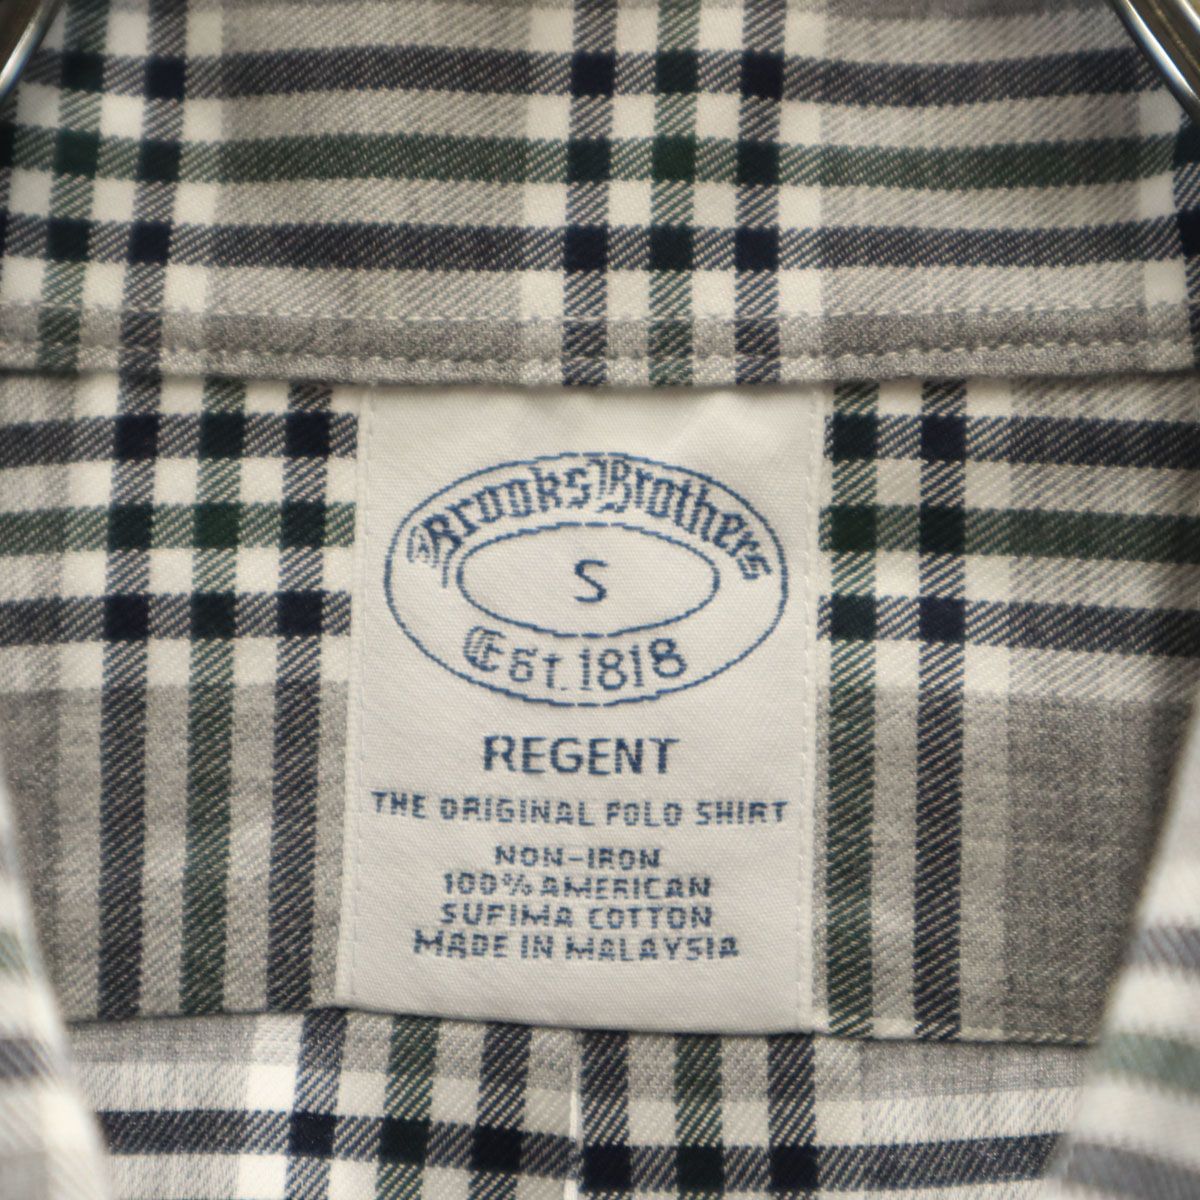 Brooks Brothers
S
Est. 1818
REGENT
THE ORIGINAL POLO SHIRT
NON-IRON
100% AMERICAN
SUPIMA COTTON
MADE IN MALAYSIA